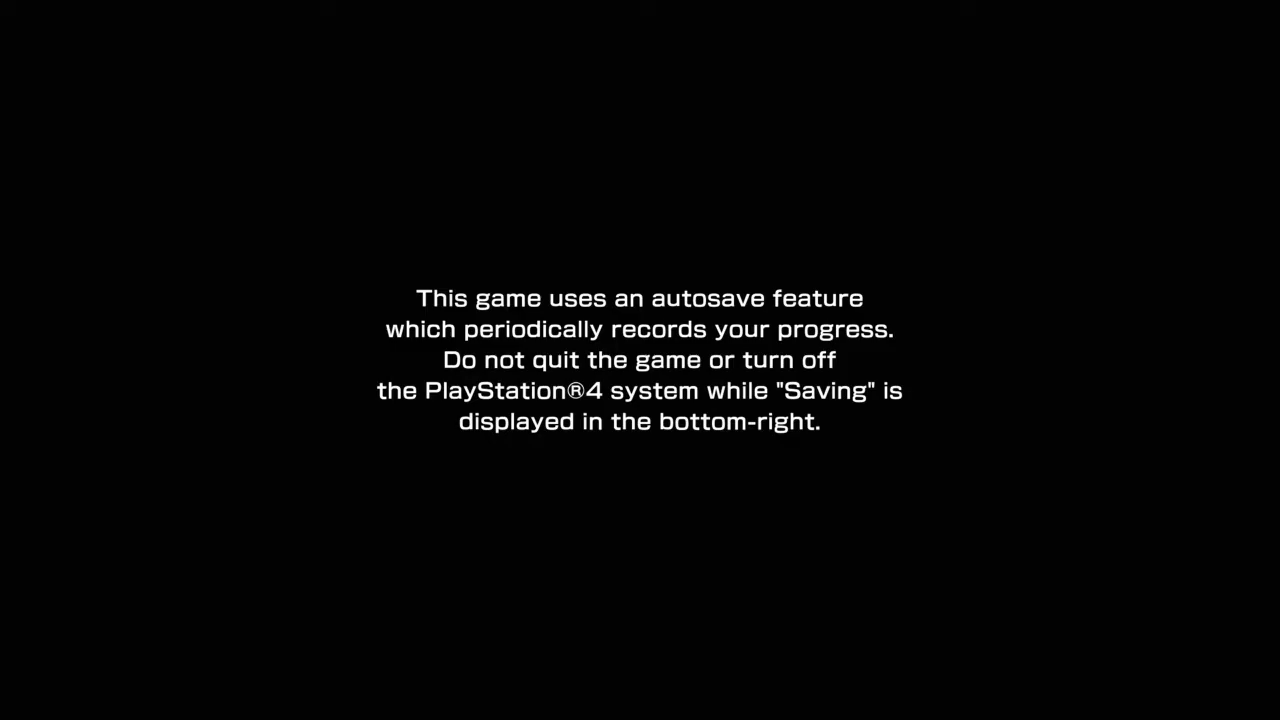 This game uses an autosave feature
which periodically records your progress.
Do not quit the game or turn off
the PlayStation®4 system while "Saving" is
displayed in the bottom-right.